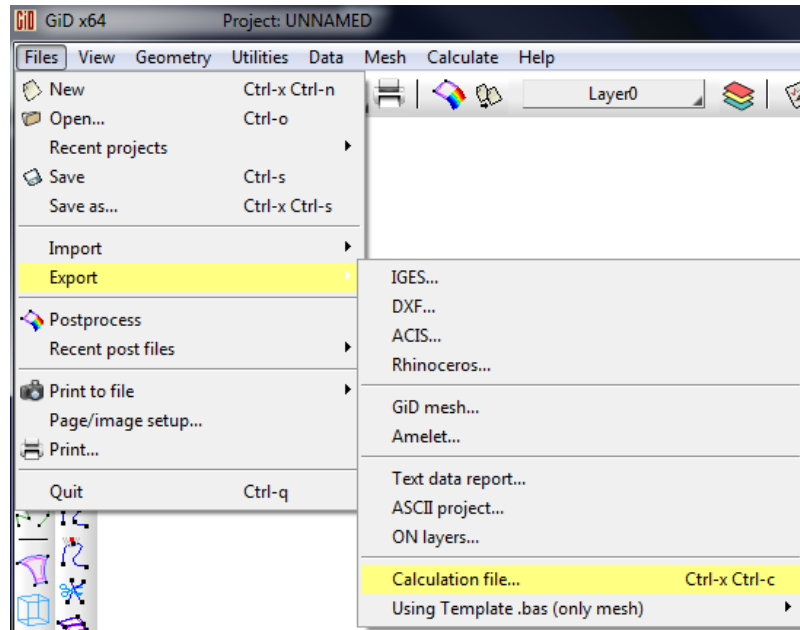 GiD GiD x64 Project: UNNAMED
Files View Geometry Utilities Data Mesh Calculate Help
New Ctrl-x Ctrl-n
Layer0
Open... Ctrl-o
Recent projects
Save Ctrl-s
Save as... Ctrl-x Ctrl-s
Import
Export
Postprocess
Recent post files
Print to file
Page/image setup...
Print...
Quit Ctrl-q
IGES...
DXF...
ACIS...
Rhinoceros...
GiD mesh...
Amelet...
Text data report...
ASCII project...
ON layers...
Calculation file... Ctrl-x Ctrl-c
Using Template .bas (only mesh)